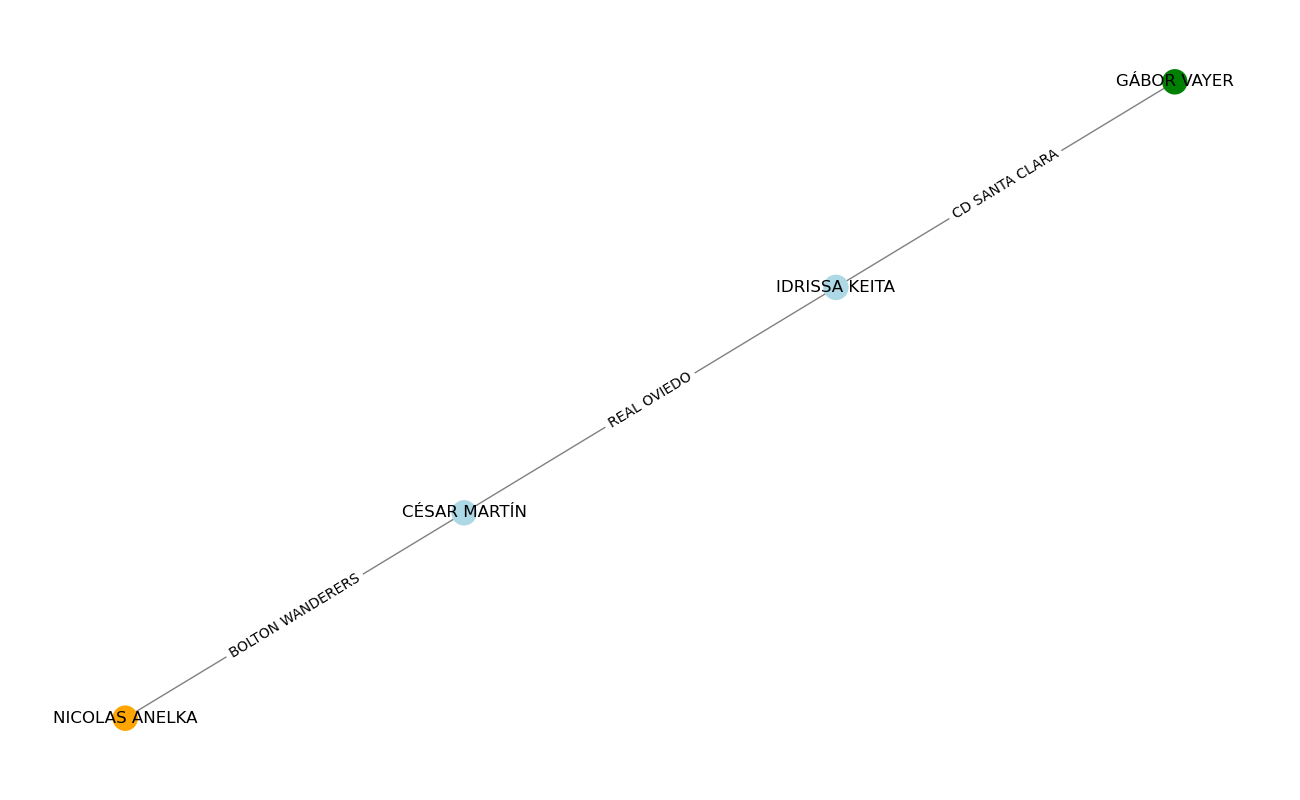 GÁBOR VAYER
CD SANTA CLARA
IDRISSA KEITA
REAL OVIEDO
CÉSAR MARTÍN
BOLTON WANDERERS
NICOLAS ANELKA